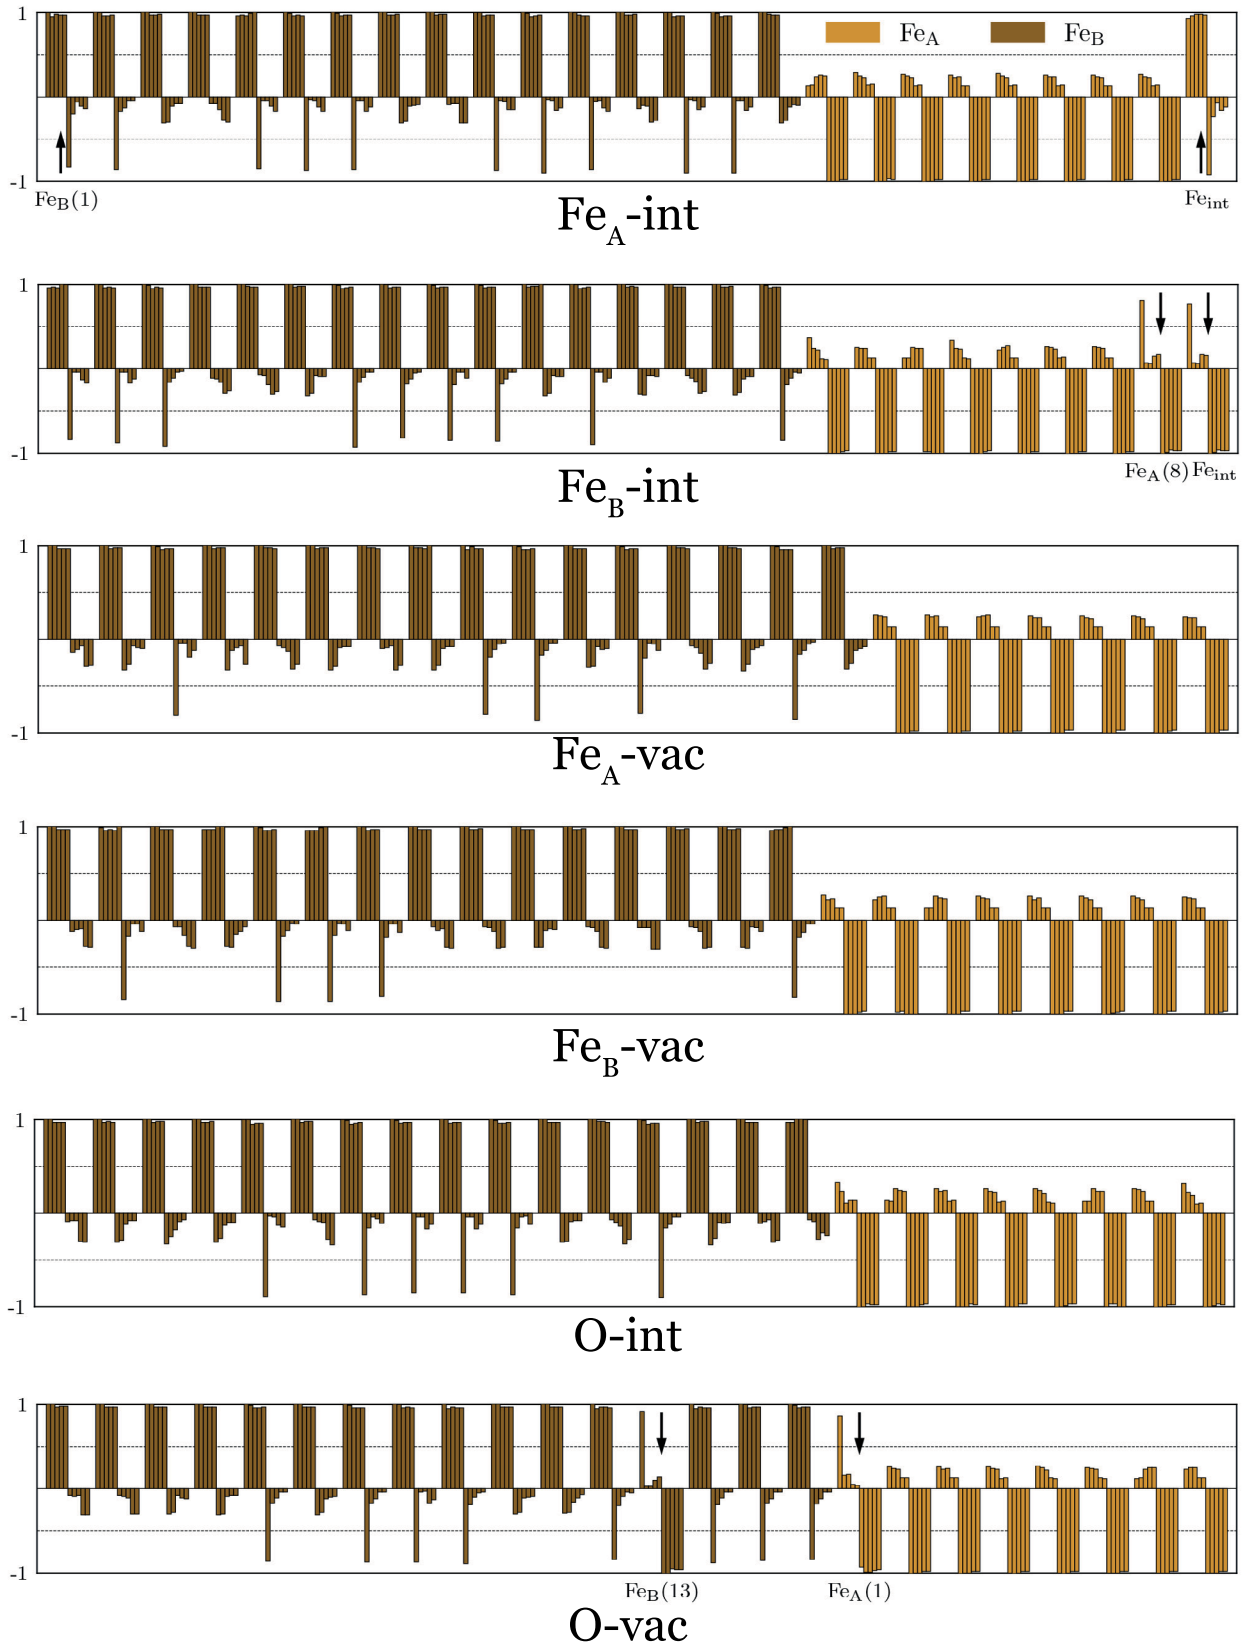 1
Fe_A Fe_B
-1
Fe_B(1) Fe_int
Fe_A-int
1
-1
Fe_A(8) Fe_int
Fe_B-int
1
-1
Fe_A-vac
1
-1
Fe_B-vac
1
-1
O-int
1
-1
Fe_B(13) Fe_A(1)
O-vac